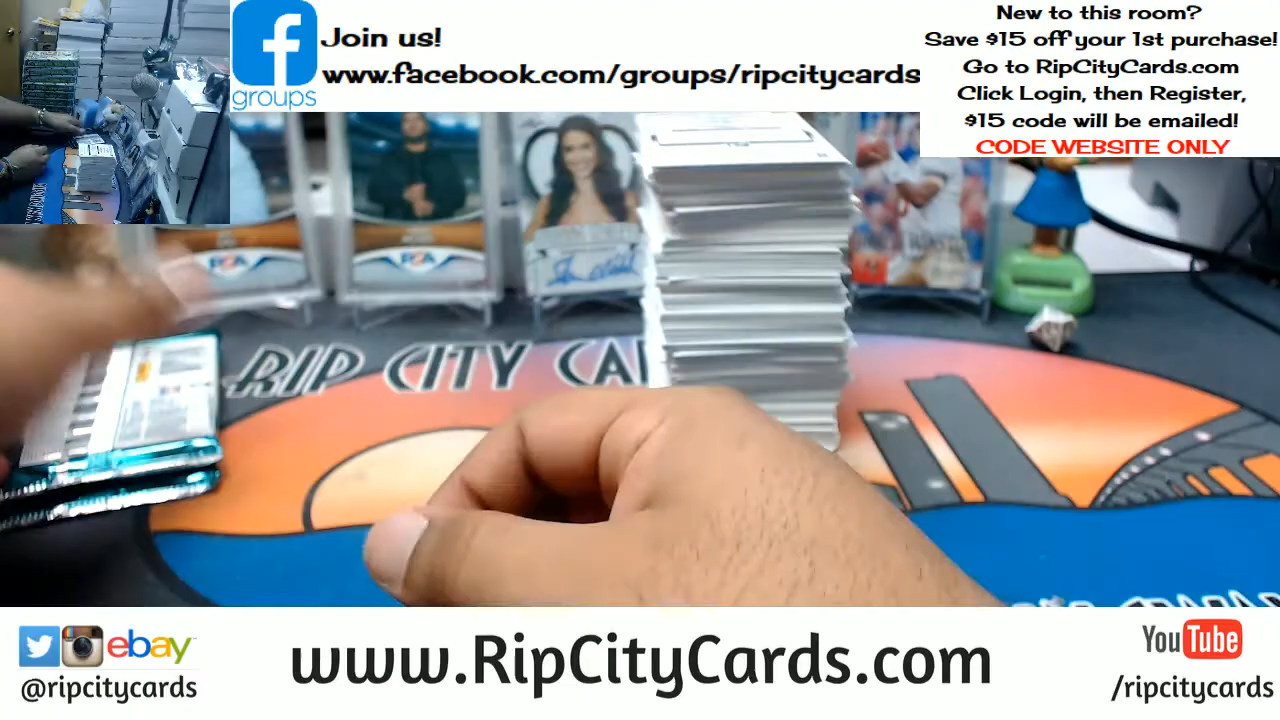 Join us!
www.facebook.com/groups/ripcitycards
groups
New to this room?
Save $15 off your 1st purchase!
Go to RipCityCards.com
Click Login, then Register,
$15 code will be emailed!
CODE WEBSITE ONLY
RIP CITY CA
ebay
@ripcitycards
www.RipCityCards.com
YouTube
/ripcitycards